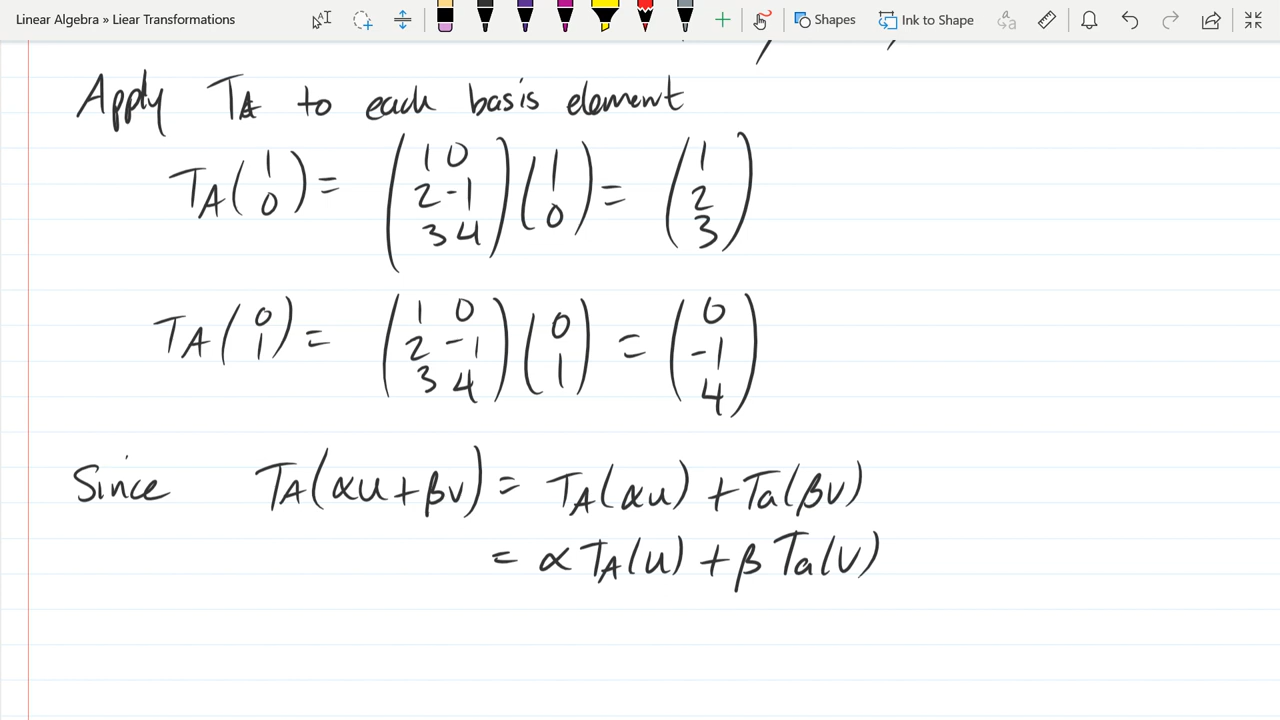 Linear Algebra » Liear Transformations
Shapes
Ink to Shape
Apply TA to each basis element
TA(1 0) = (1 0 2 -1 3 4)(1 0) = (1 2 3)
TA(0 1) = (1 0 2 -1 3 4)(0 1) = (0 -1 4)
Since TA(αu+βv) = TA(αu) + Ta(βv)
= αTA(u) + βTa(v)